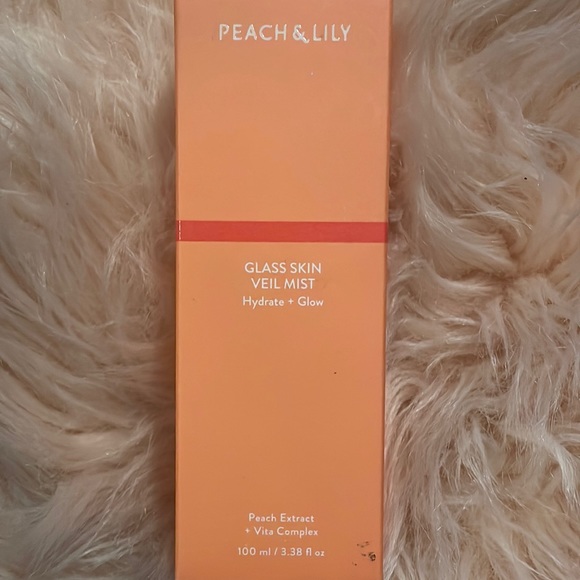 PEACH & LILY
GLASS SKIN
VEIL MIST
Hydrate + Glow
Peach Extract
+ Vita Complex
100 ml / 3.38 fl oz